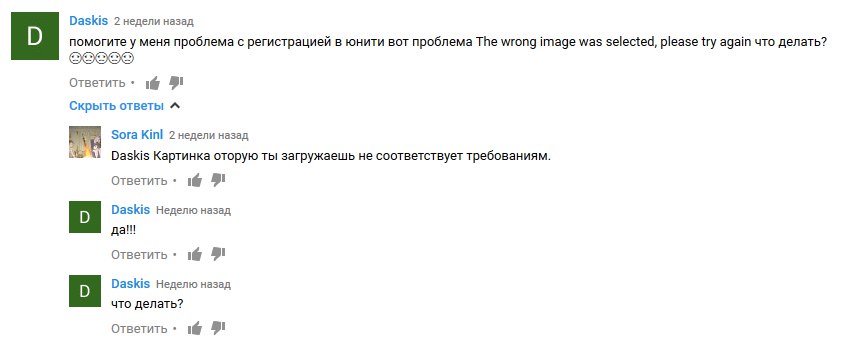 D
Daskis 2 недели назад
помогите у меня проблема с регистрацией в юнити вот проблема The wrong image was selected, please try again что делать?
Ответить
Скрыть ответы
Sora Kinl 2 недели назад
Daskis Картинка оторую ты загружаешь не соответствует требованиям.
Ответить
D
Daskis Неделю назад
да!!!
Ответить
D
Daskis Неделю назад
что делать?
Ответить